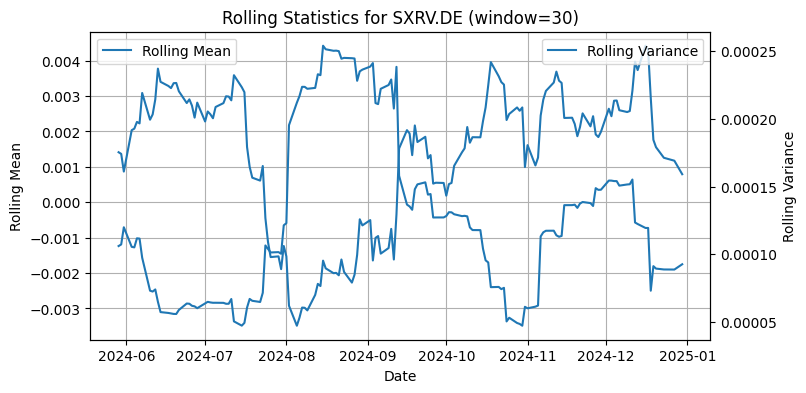 Rolling Statistics for SXRV.DE (window=30)
Rolling Mean
Rolling Variance
0.004
0.003
0.002
0.001
0.000
−0.001
−0.002
−0.003
Rolling Mean
0.00025
0.00020
0.00015
0.00010
0.00005
Rolling Variance
2024-06 2024-07 2024-08 2024-09 2024-10 2024-11 2024-12 2025-01
Date